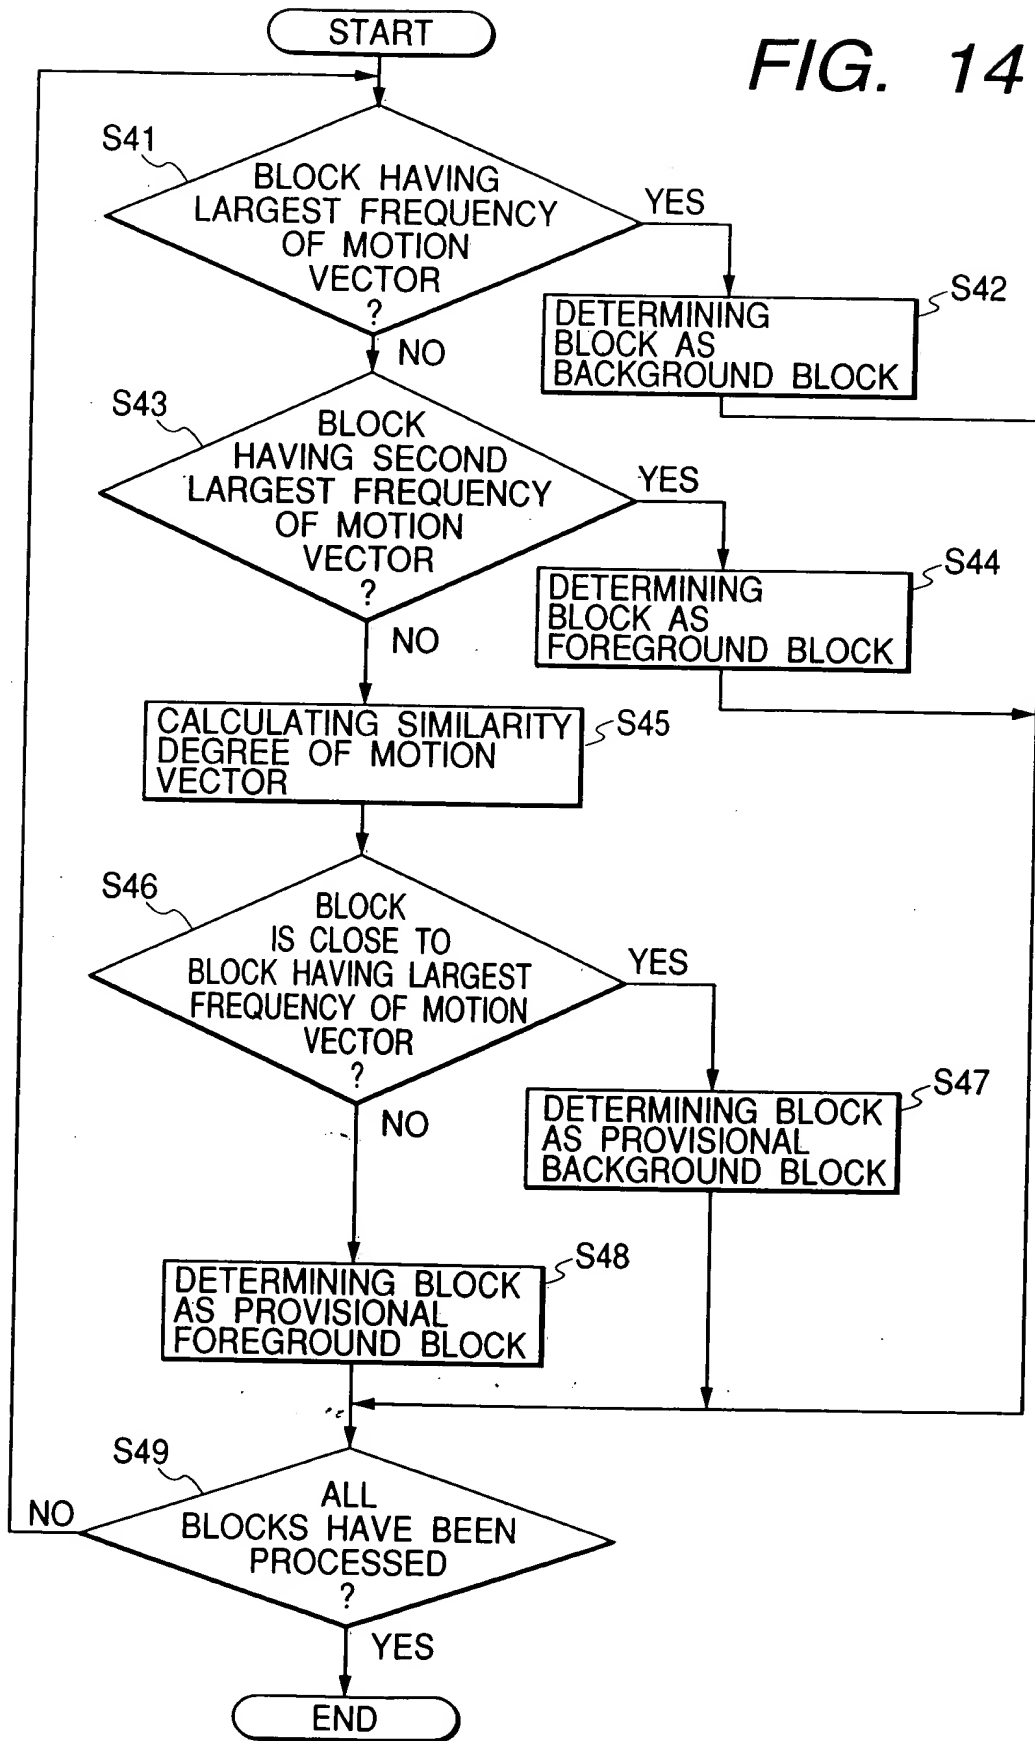 START
FIG. 14
S41
BLOCK HAVING
LARGEST FREQUENCY
OF MOTION
VECTOR
?
YES
S42
DETERMINING
BLOCK AS
BACKGROUND BLOCK
NO
S43
BLOCK
HAVING SECOND
LARGEST FREQUENCY
OF MOTION
VECTOR
?
YES
S44
DETERMINING
BLOCK AS
FOREGROUND BLOCK
NO
CALCULATING SIMILARITY
DEGREE OF MOTION
VECTOR
S45
S46
BLOCK
IS CLOSE TO
BLOCK HAVING LARGEST
FREQUENCY OF MOTION
VECTOR
?
YES
S47
DETERMINING BLOCK
AS PROVISIONAL
BACKGROUND BLOCK
NO
S48
DETERMINING BLOCK
AS PROVISIONAL
FOREGROUND BLOCK
S49
ALL
BLOCKS HAVE BEEN
PROCESSED
?
NO
YES
END